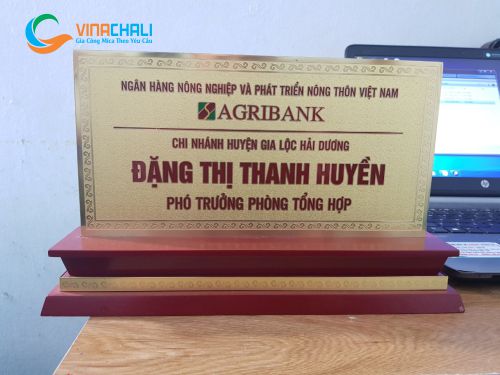 VINACHALI
Gia Công Mica Theo Yêu Cầu
NGÂN HÀNG NÔNG NGHIỆP VÀ PHÁT TRIỂN NÔNG THÔN VIỆT NAM
AGRIBANK
CHI NHÁNH HUYỆN GIA LỘC HẢI DƯƠNG
ĐẶNG THỊ THANH HUYỀN
PHÓ TRƯỞNG PHÒNG TỔNG HỢP